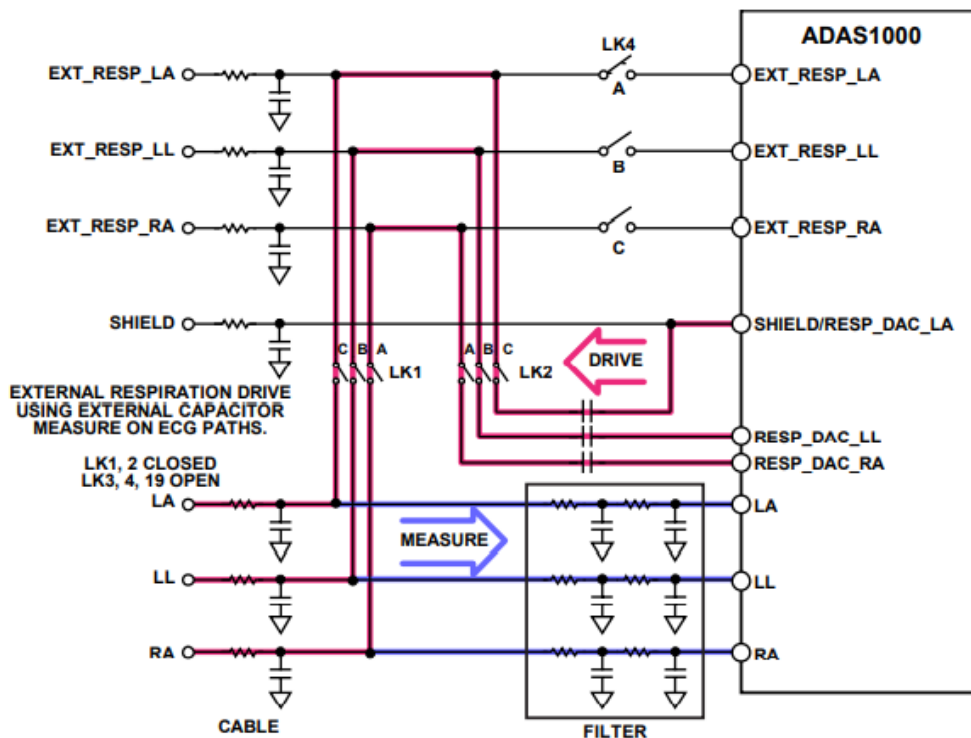 ADAS1000
LK4
EXT_RESP_LA
A
EXT_RESP_LA
EXT_RESP_LL
B
EXT_RESP_LL
EXT_RESP_RA
C
EXT_RESP_RA
SHIELD
SHIELD/RESP_DAC_LA
C B A
LK1
A B C
LK2
DRIVE
EXTERNAL RESPIRATION DRIVE
USING EXTERNAL CAPACITOR
MEASURE ON ECG PATHS.
LK1, 2 CLOSED
LK3, 4, 19 OPEN
RESP_DAC_LL
RESP_DAC_RA
LA
MEASURE
LA
LL
LL
RA
RA
CABLE
FILTER